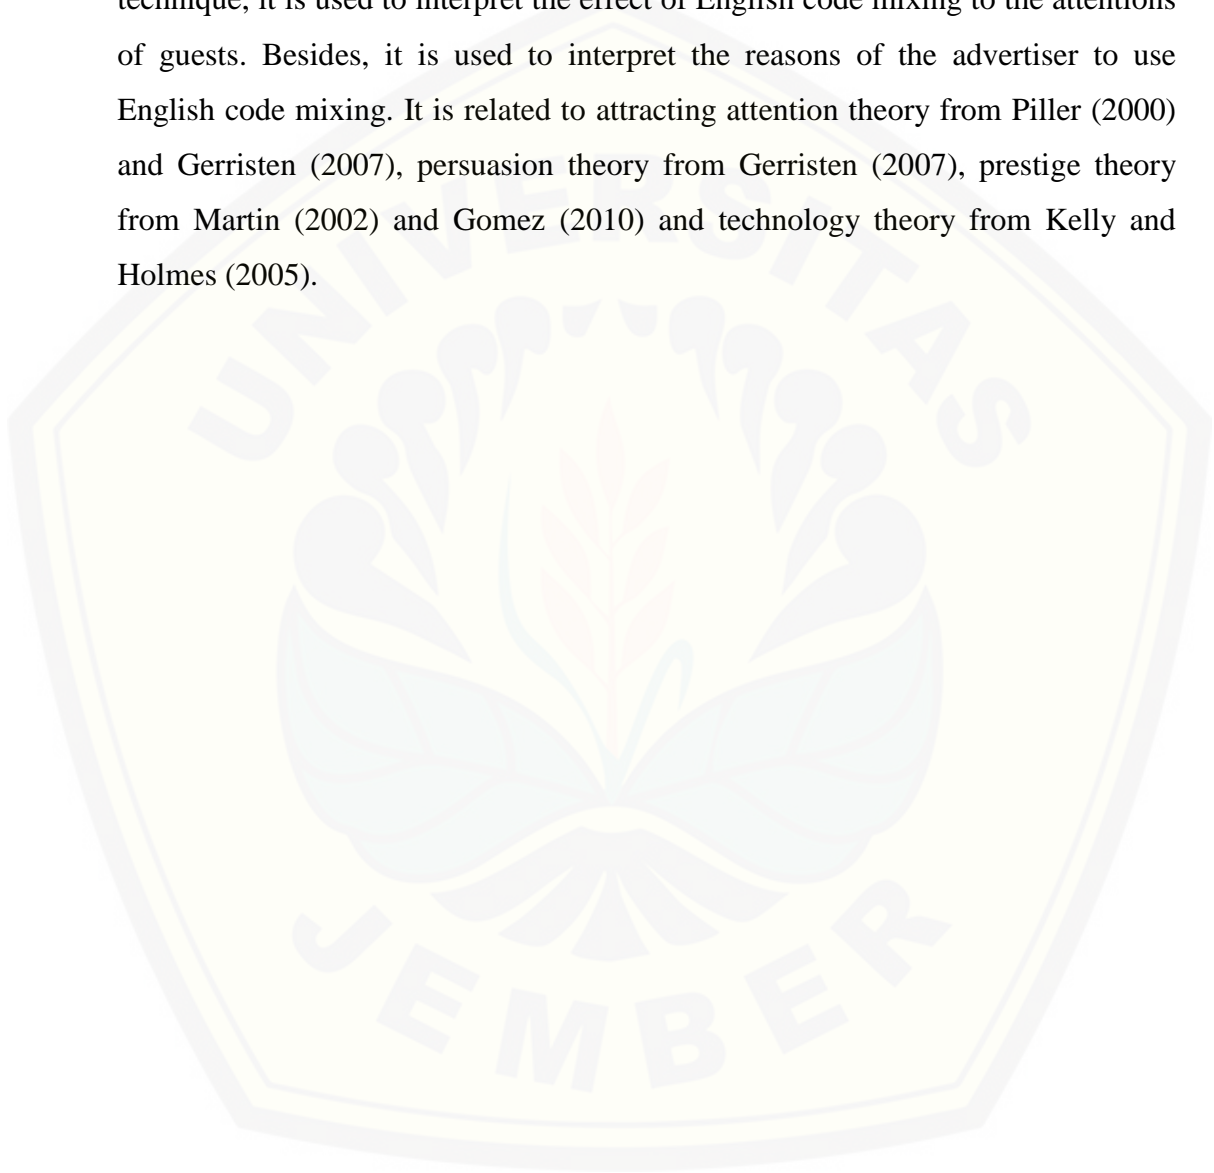 technique, it is used to interpret the effect of English code mixing to the attentions
of guests. Besides, it is used to interpret the reasons of the advertiser to use
English code mixing. It is related to attracting attention theory from Piller (2000)
and Gerristen (2007), persuasion theory from Gerristen (2007), prestige theory
from Martin (2002) and Gomez (2010) and technology theory from Kelly and
Holmes (2005).
UNIVERSITAS
JEMBER